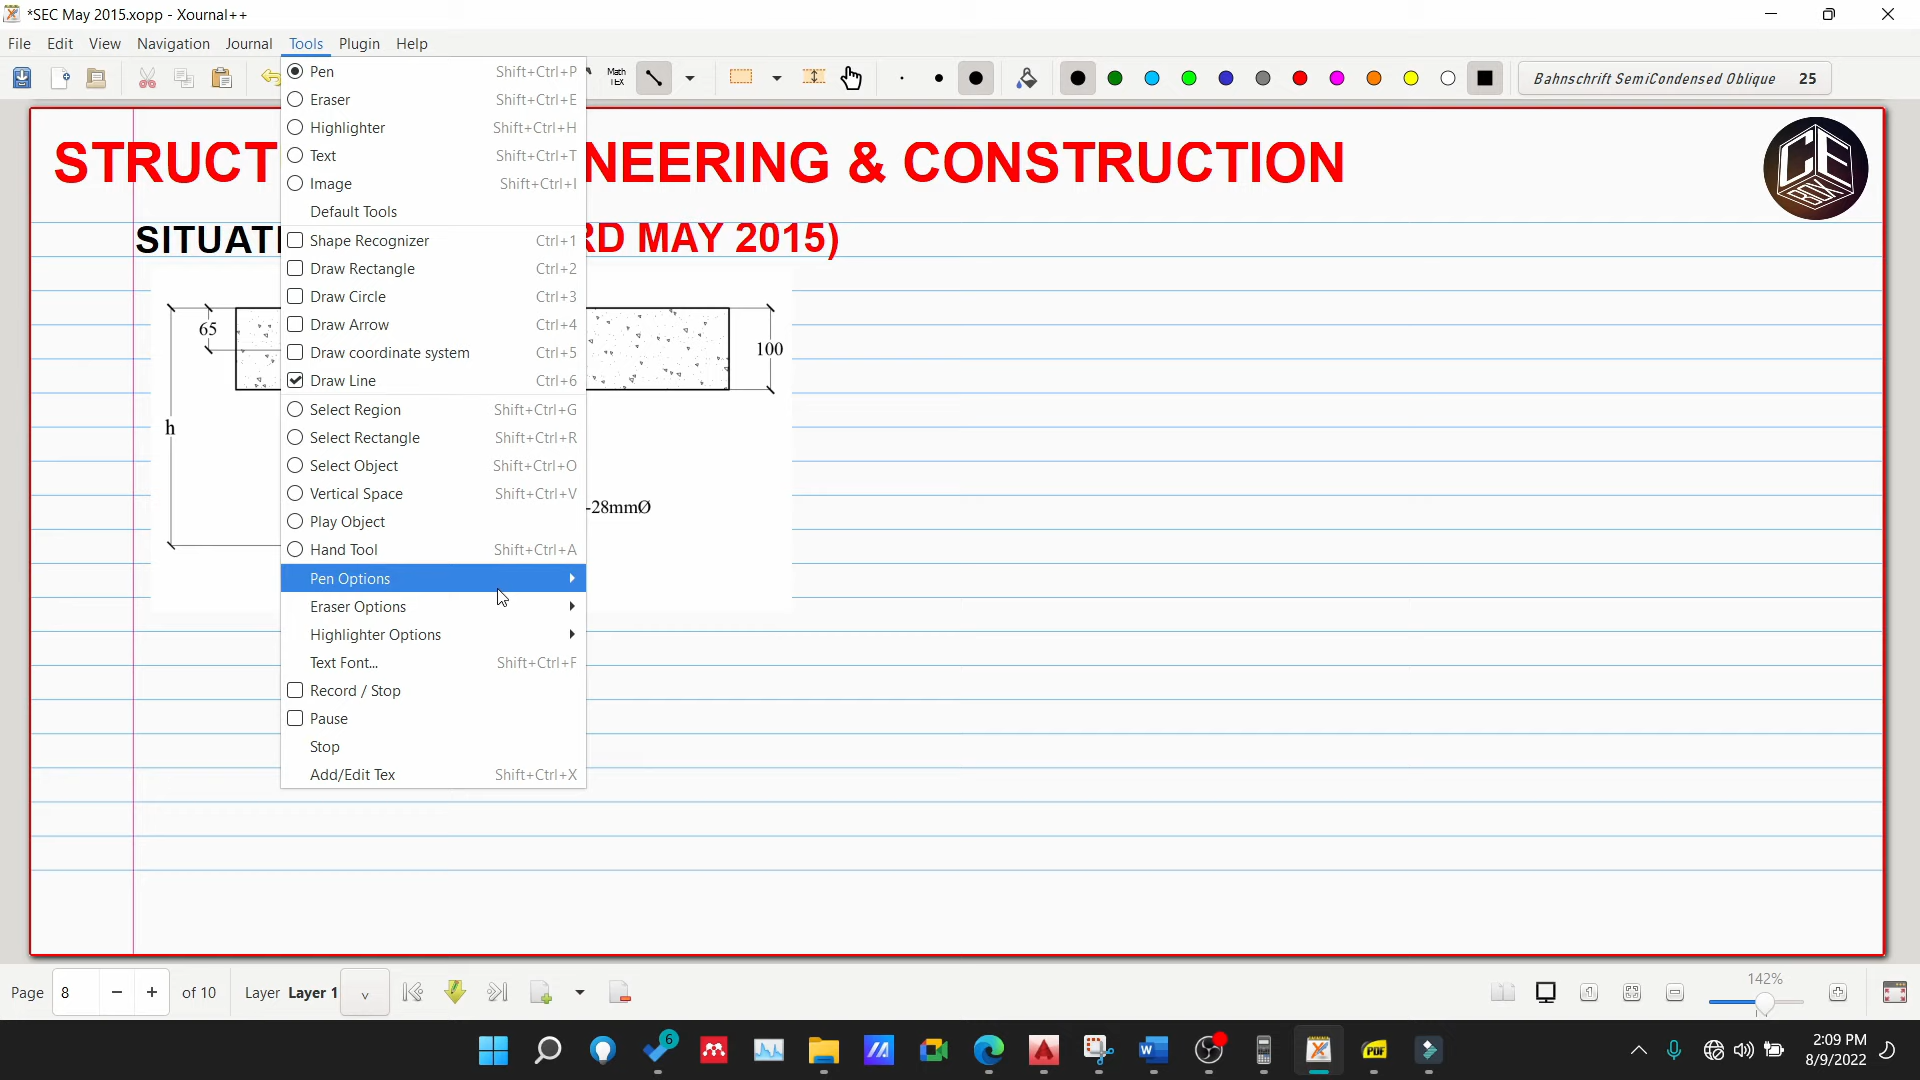 *SEC May 2015.xopp - Xournal++
File Edit View Navigation Journal Tools Plugin Help
Math TEX
Bahnschrift SemiCondensed Oblique 25
Pen Shift+Ctrl+P
Eraser Shift+Ctrl+E
Highlighter Shift+Ctrl+H
Text Shift+Ctrl+T
Image Shift+Ctrl+I
Default Tools
Shape Recognizer Ctrl+1
Draw Rectangle Ctrl+2
Draw Circle Ctrl+3
Draw Arrow Ctrl+4
Draw coordinate system Ctrl+5
Draw Line Ctrl+6
Select Region Shift+Ctrl+G
Select Rectangle Shift+Ctrl+R
Select Object Shift+Ctrl+O
Vertical Space Shift+Ctrl+V
Play Object
Hand Tool Shift+Ctrl+A
Pen Options
Eraser Options
Highlighter Options
Text Font... Shift+Ctrl+F
Record / Stop
Pause
Stop
Add/Edit Tex Shift+Ctrl+X
STRUCT NEERING & CONSTRUCTION
CE BOX
SITUATI RD MAY 2015)
65
100
h
-28mmØ
Page 8 of 10 Layer Layer 1
142%
6
W
PDF
2:09 PM
8/9/2022